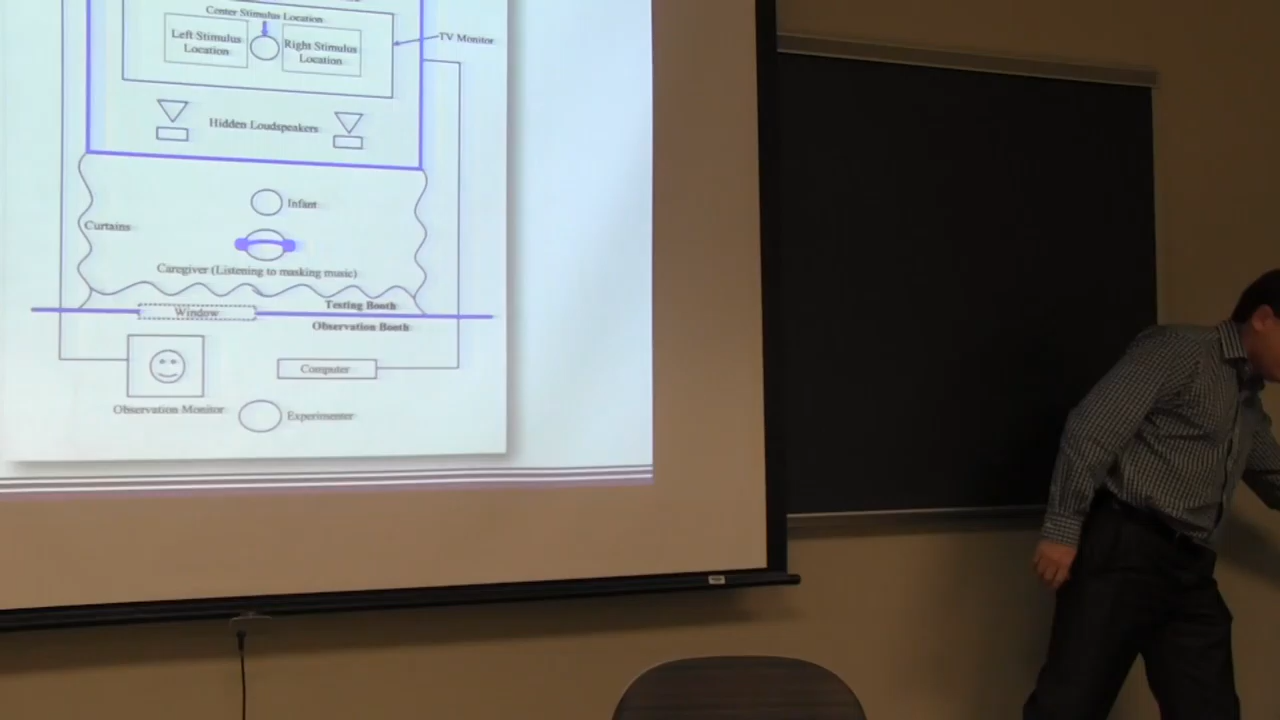 Center Stimulus Location
Left Stimulus
Location
Right Stimulus
Location
TV Monitor
Hidden Loudspeakers
Infant
Curtains
Caregiver (Listening to masking music)
Testing Booth
Window
Observation Booth
Computer
Observation Monitor
Experimenter